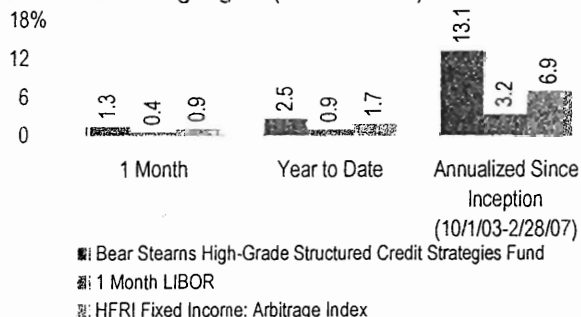 18%
12
6
0
1.3
0.4
0.9
2.5
0.9
1.7
13.1
3.2
6.9
1 Month
Year to Date
Annualized Since
Inception
(10/1/03-2/28/07)
Bear Stearns High-Grade Structured Credit Strategies Fund
1 Month LIBOR
HFRI Fixed Income: Arbitrage Index